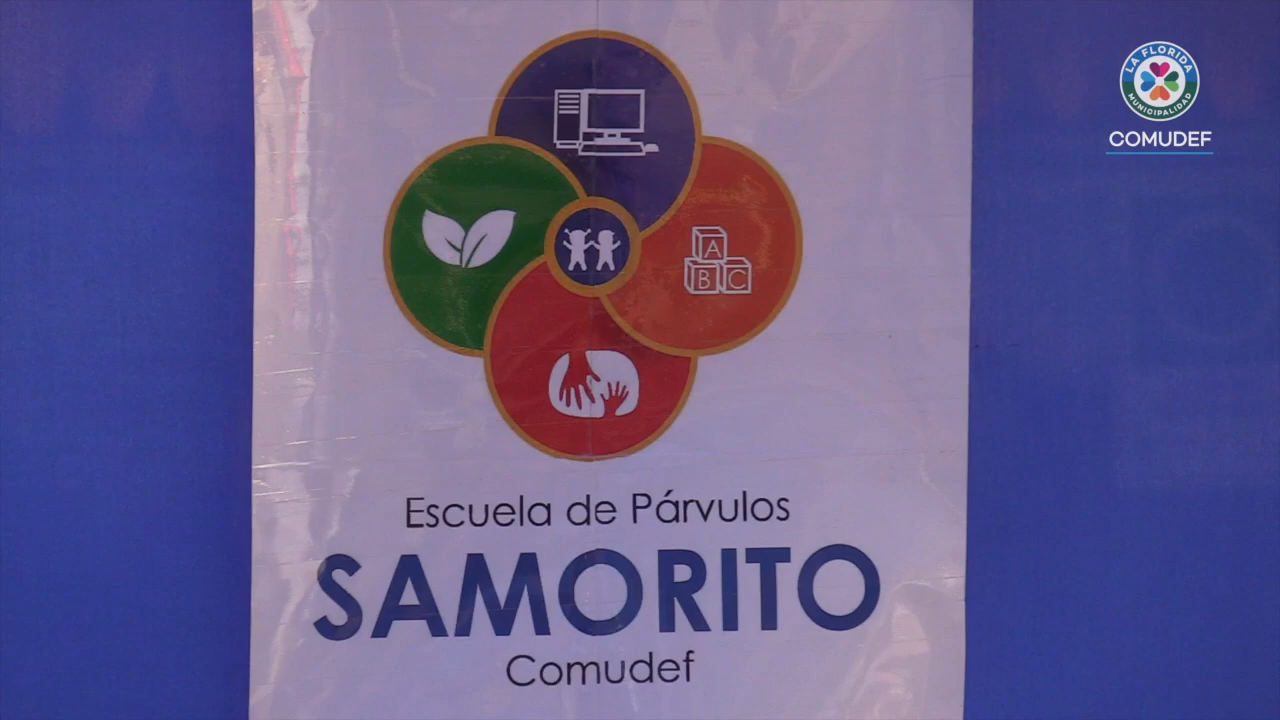 LA FLORIDA
MUNICIPALIDAD
COMUDEF
A
B C
Escuela de Párvulos
SAMORITO
Comudef